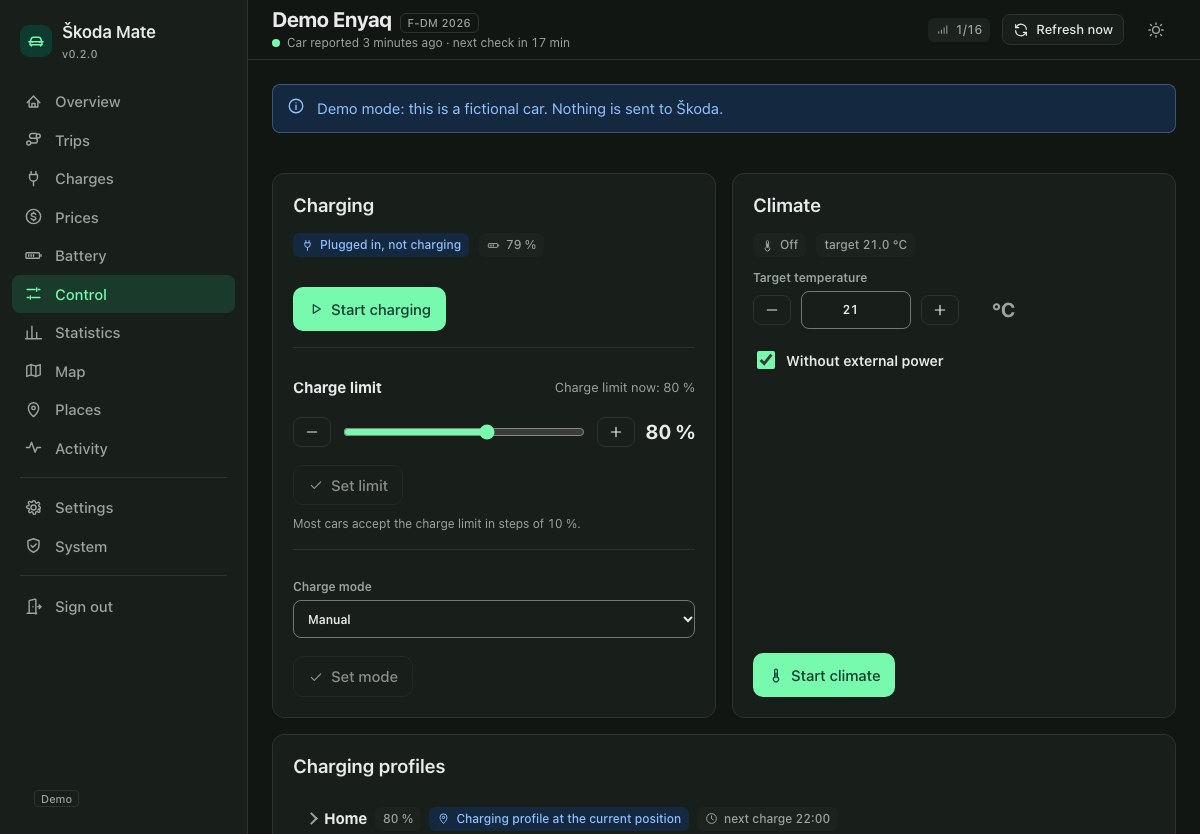 Škoda Mate
v0.2.0
Overview
Trips
Charges
Prices
Battery
Control
Statistics
Map
Places
Activity
Settings
System
Sign out
Demo
Demo Enyaq F-DM 2026
Car reported 3 minutes ago · next check in 17 min
1/16
Refresh now
Demo mode: this is a fictional car. Nothing is sent to Škoda.
Charging
Plugged in, not charging 79 %
Start charging
Charge limit Charge limit now: 80 %
80 %
Set limit
Most cars accept the charge limit in steps of 10 %.
Charge mode
Manual
Set mode
Climate
Off target 21.0 °C
Target temperature
21 °C
Without external power
Start climate
Charging profiles
Home 80 % Charging profile at the current position next charge 22:00